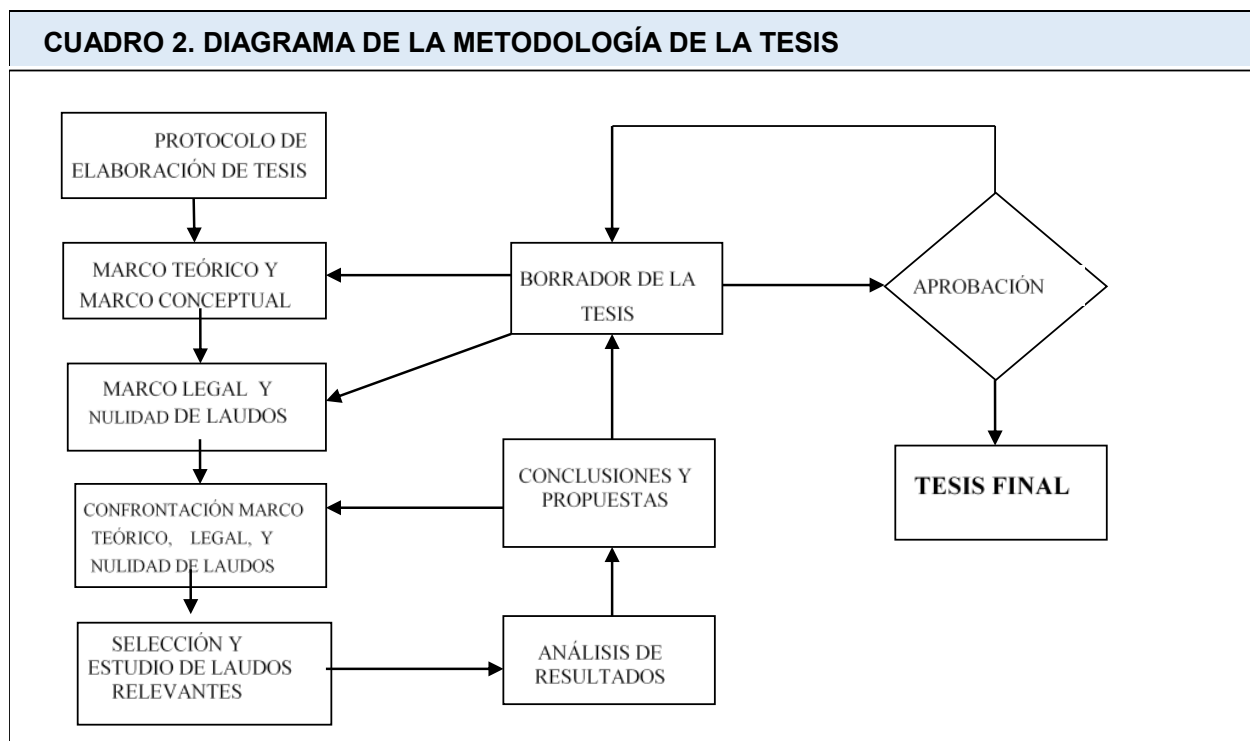 CUADRO 2. DIAGRAMA DE LA METODOLOGÍA DE LA TESIS
PROTOCOLO DE
ELABORACIÓN DE TESIS
MARCO TEÓRICO Y
MARCO CONCEPTUAL
MARCO LEGAL Y
NULIDAD DE LAUDOS
CONFRONTACIÓN MARCO
TEÓRICO, LEGAL, Y
NULIDAD DE LAUDOS
SELECCIÓN Y
ESTUDIO DE LAUDOS
RELEVANTES
BORRADOR DE LA
TESIS
CONCLUSIONES Y
PROPUESTAS
ANÁLISIS DE
RESULTADOS
APROBACIÓN
TESIS FINAL